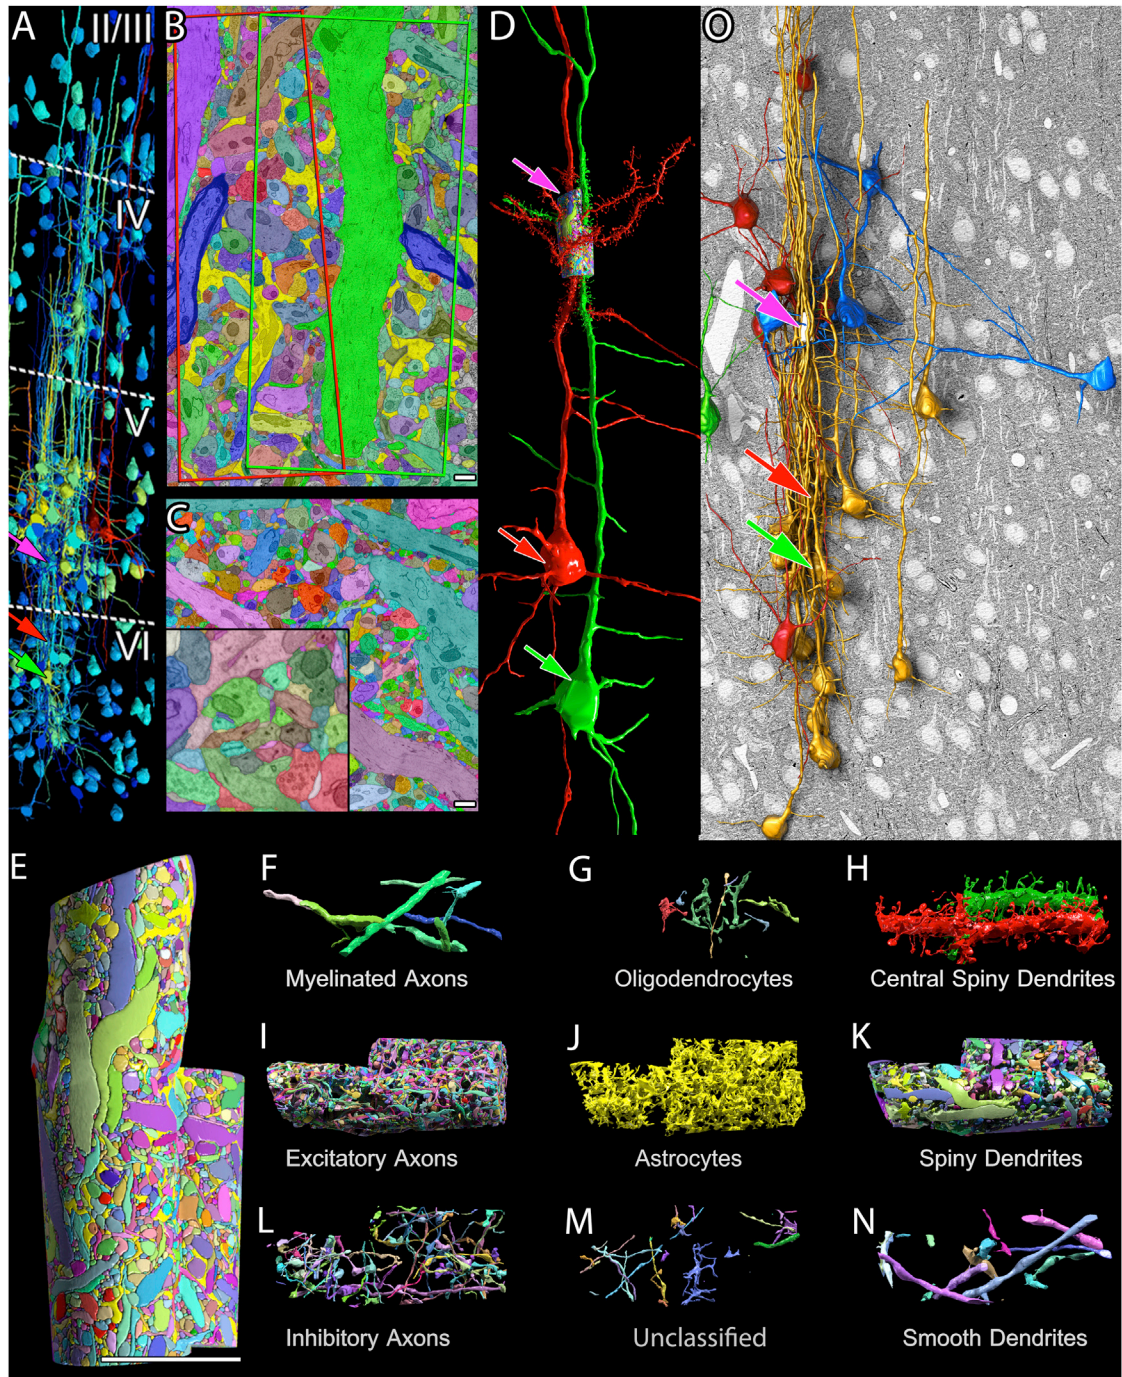 A
II/III
B
D
O
IV
V
C
VI
E
F
G
H
Myelinated Axons
Oligodendrocytes
Central Spiny Dendrites
I
J
K
Excitatory Axons
Astrocytes
Spiny Dendrites
L
M
N
Inhibitory Axons
Unclassified
Smooth Dendrites